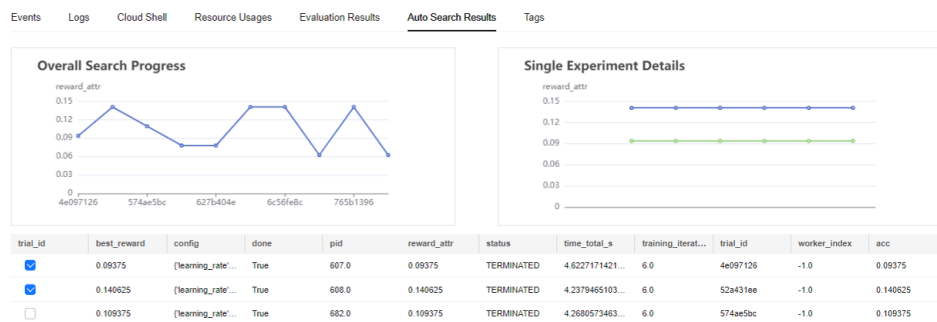 Events Logs Cloud Shell Resource Usages Evaluation Results Auto Search Results Tags
Overall Search Progress
reward_attr
0.15
0.12
0.09
0.06
0.03
0
4e097126 574ae5bc 627b404e 6c56fe8c 765b1396
Single Experiment Details
reward_attr
0.15
0.12
0.09
0.06
0.03
0
trial_id best_reward config done pid reward_attr status time_total_s training_iterat... trial_id worker_index acc
0.09375 {'learning_rate'... True 607.0 0.09375 TERMINATED 4.6227171421... 6.0 4e097126 -1.0 0.09375
0.140625 {'learning_rate'... True 608.0 0.140625 TERMINATED 4.2379465103... 6.0 52a431ee -1.0 0.140625
0.109375 {'learning_rate'... True 682.0 0.109375 TERMINATED 4.2680573463... 6.0 574ae5bc -1.0 0.109375